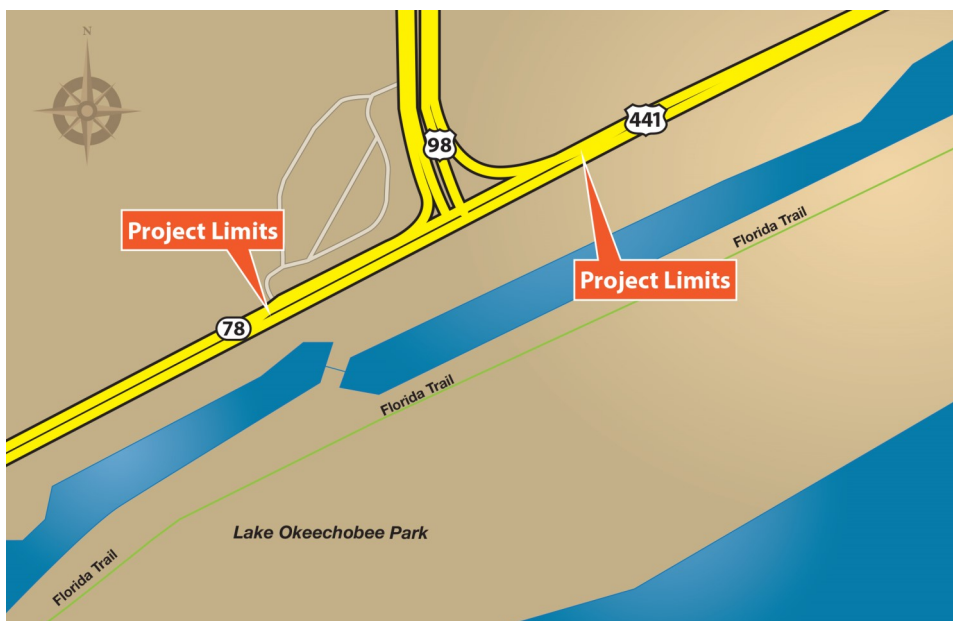 N
441
98
Project Limits
Florida Trail
Project Limits
78
Florida Trail
Lake Okeechobee Park
Florida Trail